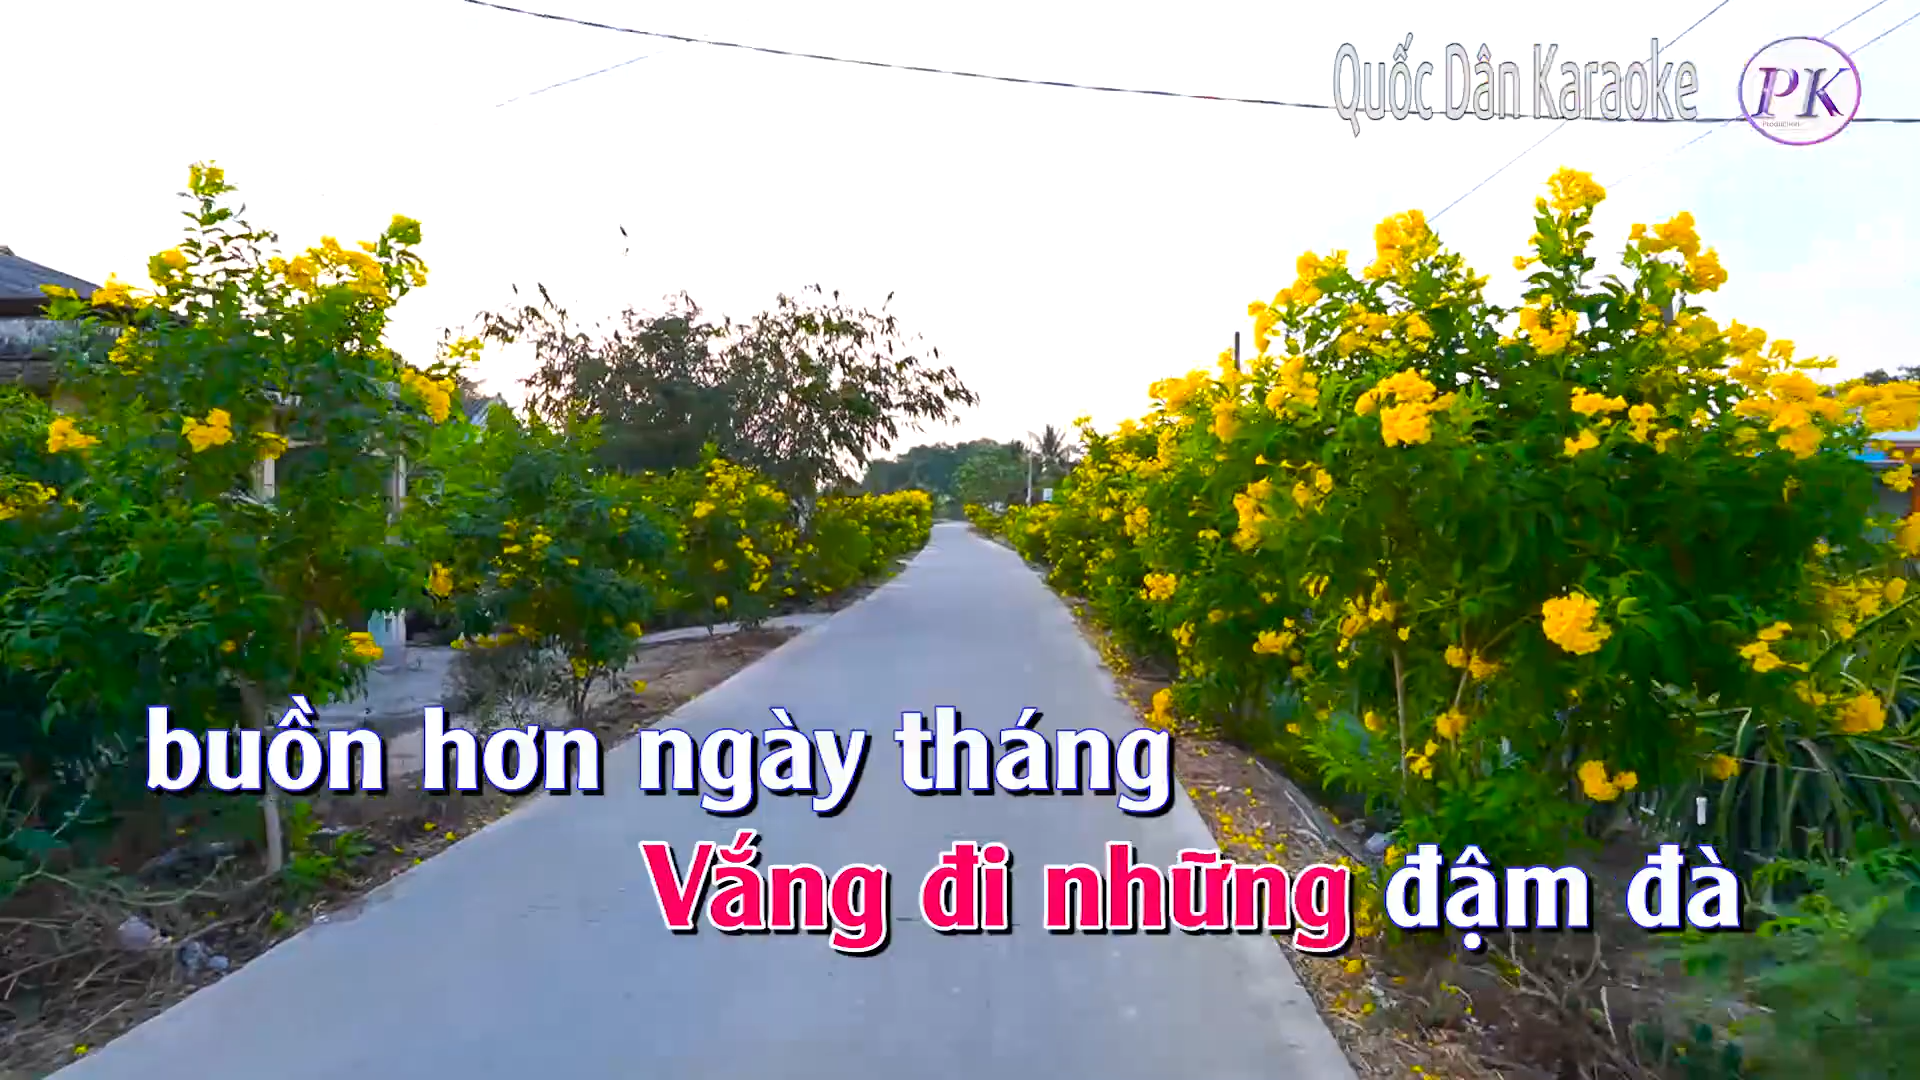 Quốc Dân Karaoke
PK
buồn hơn ngày tháng
Vắng đi những đậm đà